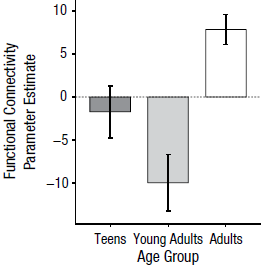 Functional Connectivity
Parameter Estimate
10
5
0
−5
−10
Teens Young Adults Adults
Age Group